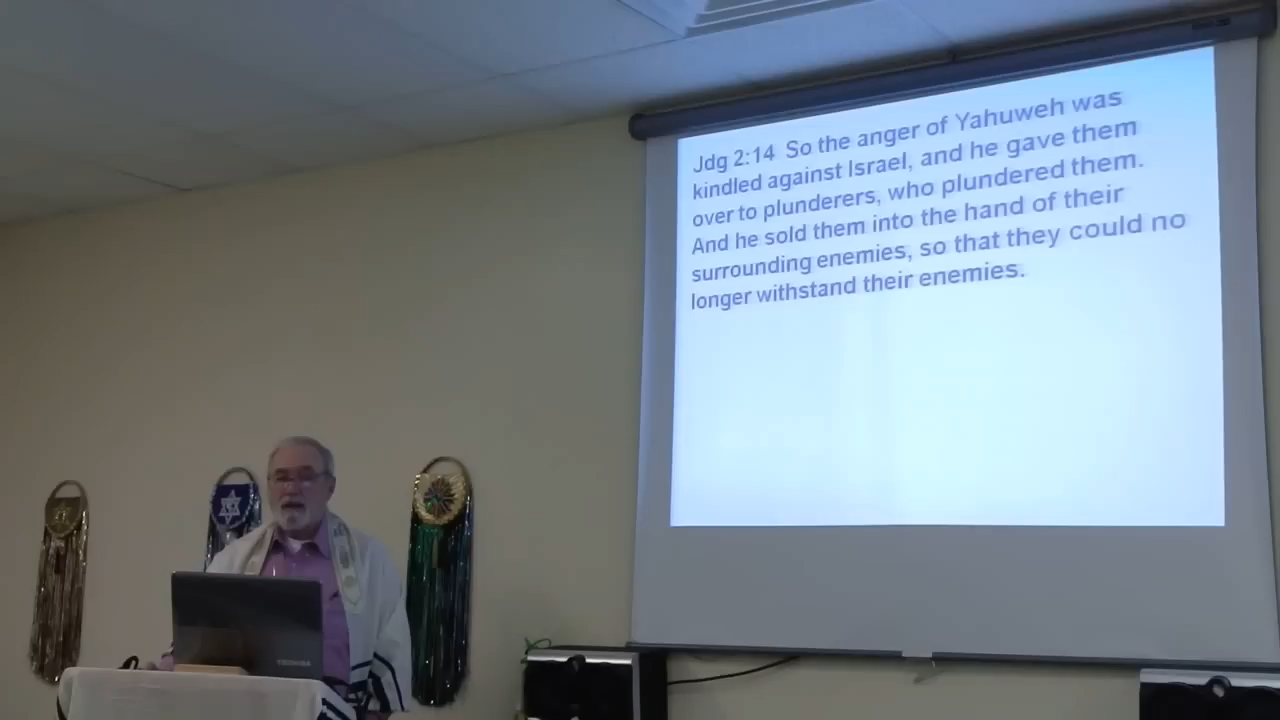 Jdg 2:14 So the anger of Yahuweh was
kindled against Israel, and he gave them
over to plunderers, who plundered them.
And he sold them into the hand of their
surrounding enemies, so that they could no
longer withstand their enemies.
TOSHIBA